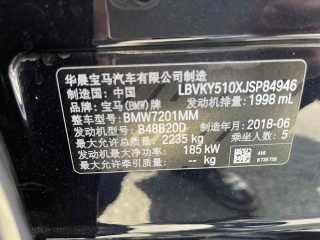 华晨宝马汽车有限公司制造
制造国：中国 LBVKY510XJSP84946
品牌：宝马(BMW)牌 发动机排量：1998 mL
整车型号：BMW7201MM
发动机型号：B48B20D 制造年月：2018-06
最大允许总质量：2235 kg 乘坐人数：5
发动机最大净功率：185 kW
最大允许牵引质量：- kg